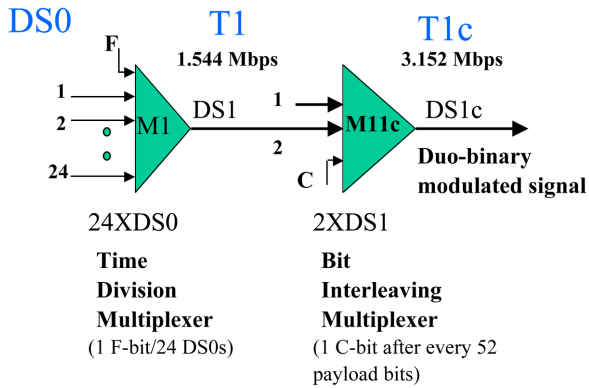 DS0
T1
T1c
F
1.544 Mbps
3.152 Mbps
1
2
24
M1
DS1
1
2
C
M11c
DS1c
Duo-binary
modulated signal
24XDS0
2XDS1
Time
Division
Multiplexer
(1 F-bit/24 DS0s)
Bit
Interleaving
Multiplexer
(1 C-bit after every 52
payload bits)